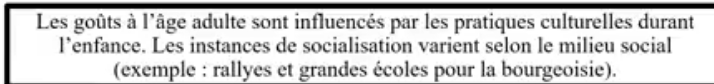 Les goûts à l’âge adulte sont influencés par les pratiques culturelles durant
l’enfance. Les instances de socialisation varient selon le milieu social
(exemple : rallyes et grandes écoles pour la bourgeoisie).